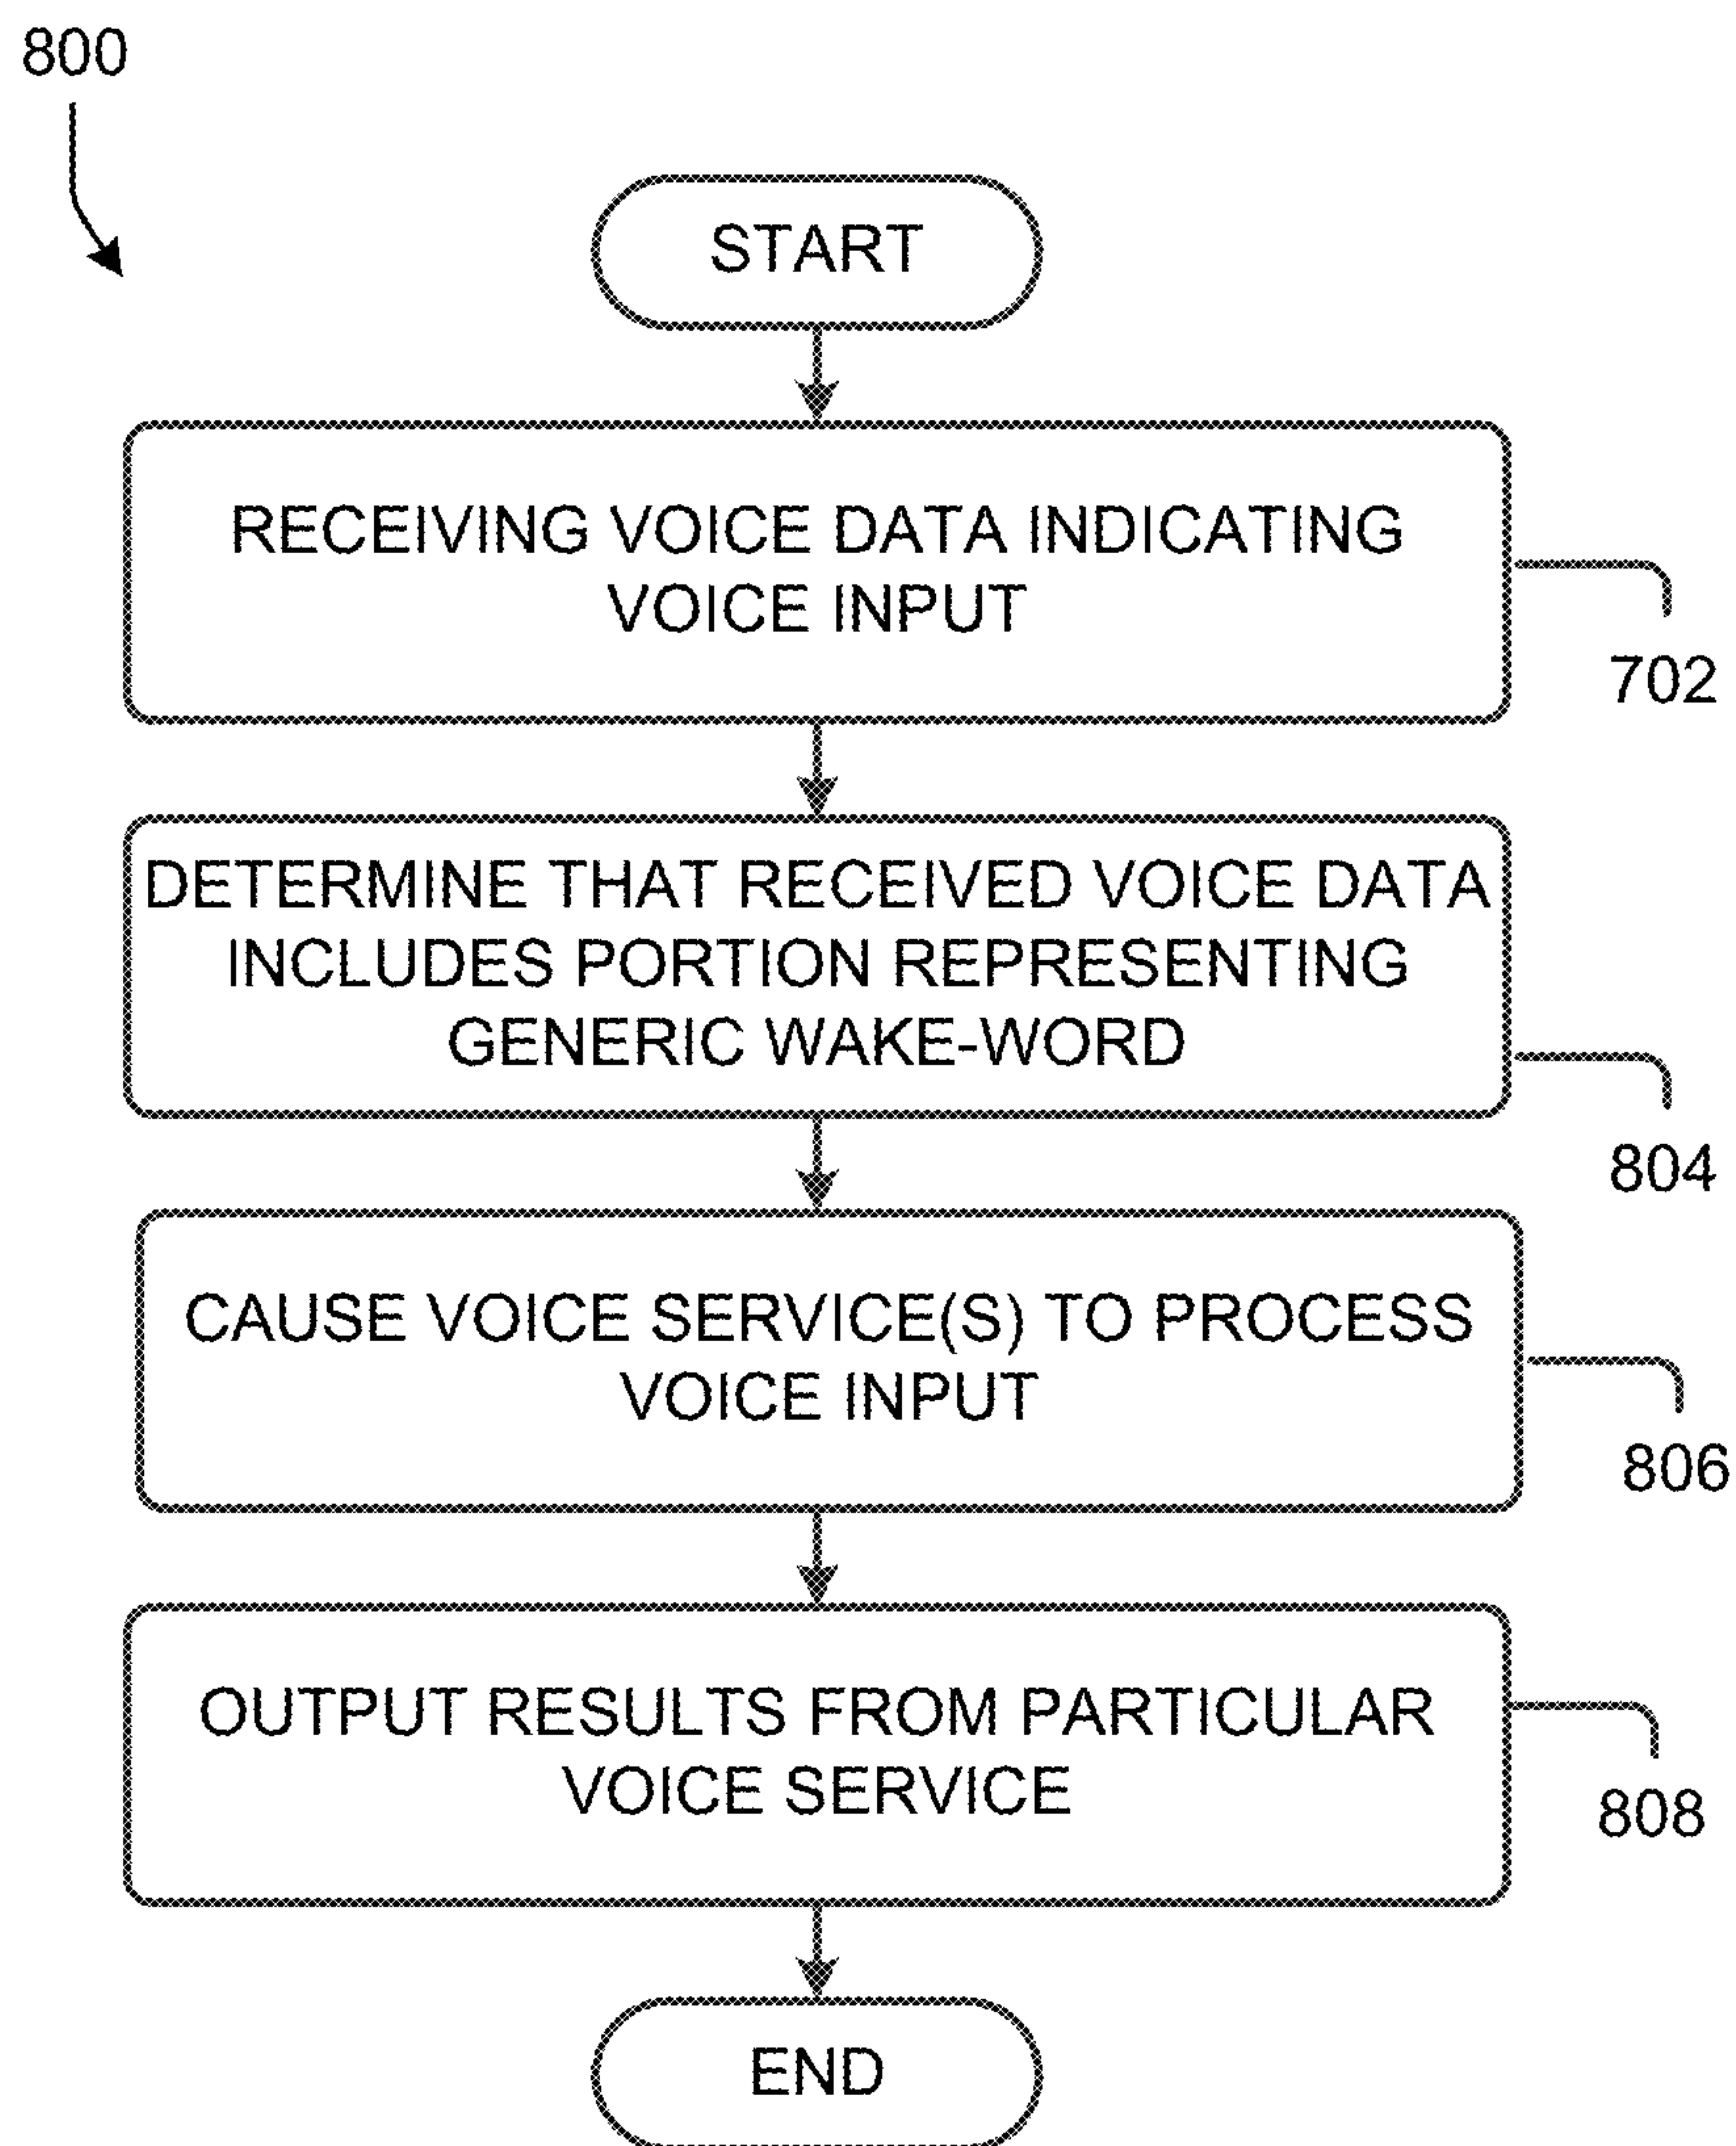 800
START
RECEIVING VOICE DATA INDICATING
VOICE INPUT
702
DETERMINE THAT RECEIVED VOICE DATA
INCLUDES PORTION REPRESENTING
GENERIC WAKE-WORD
804
CAUSE VOICE SERVICE(S) TO PROCESS
VOICE INPUT
806
OUTPUT RESULTS FROM PARTICULAR
VOICE SERVICE
808
END